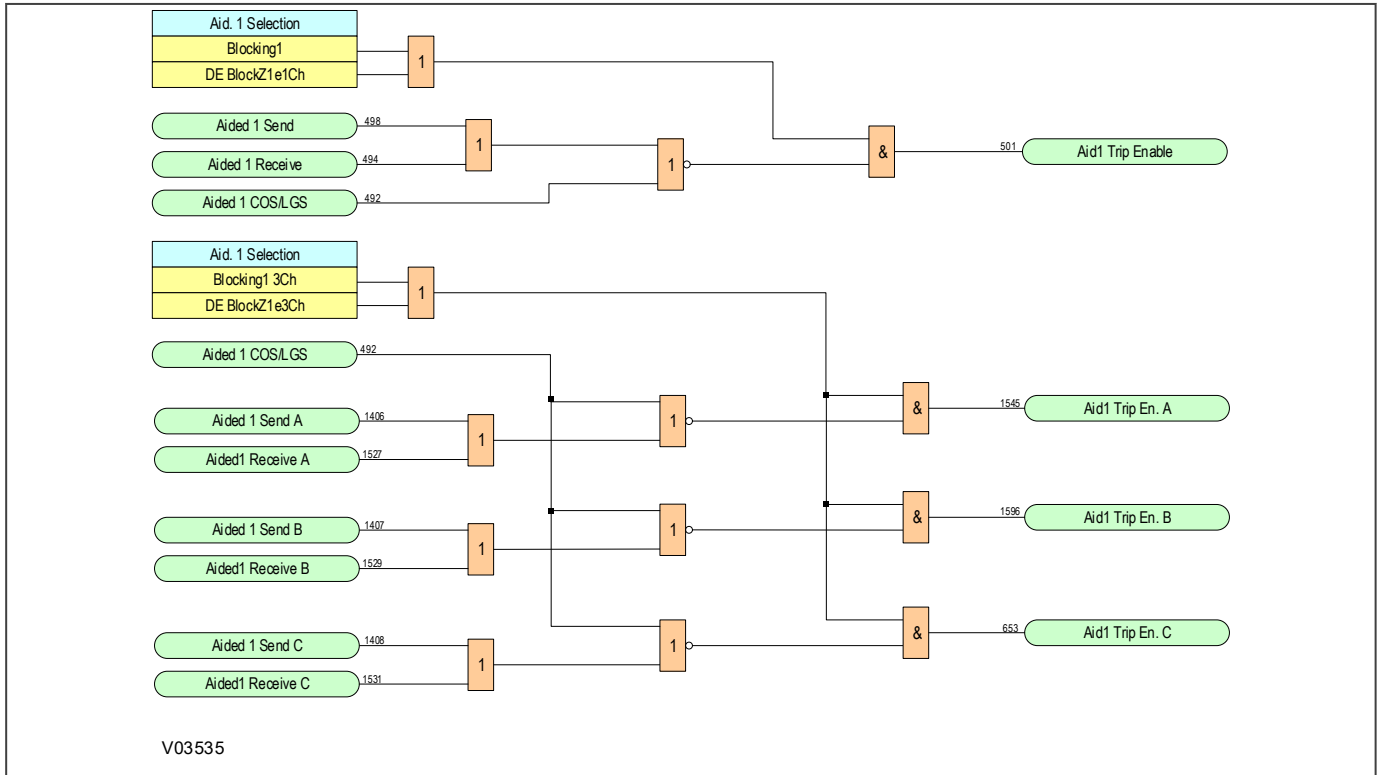 Aid. 1 Selection
Blocking1
DE BlockZ1e1Ch
1
Aided 1 Send
498
Aided 1 Receive
494
1
Aided 1 COS/LGS
492
1
&
501
Aid1 Trip Enable
Aid. 1 Selection
Blocking1 3Ch
DE BlockZ1e3Ch
1
Aided 1 COS/LGS
492
Aided 1 Send A
1406
Aided1 Receive A
1527
1
1
&
1545
Aid1 Trip En. A
Aided 1 Send B
1407
Aided1 Receive B
1529
1
1
&
1596
Aid1 Trip En. B
Aided 1 Send C
1408
Aided1 Receive C
1531
1
1
&
653
Aid1 Trip En. C
V03535